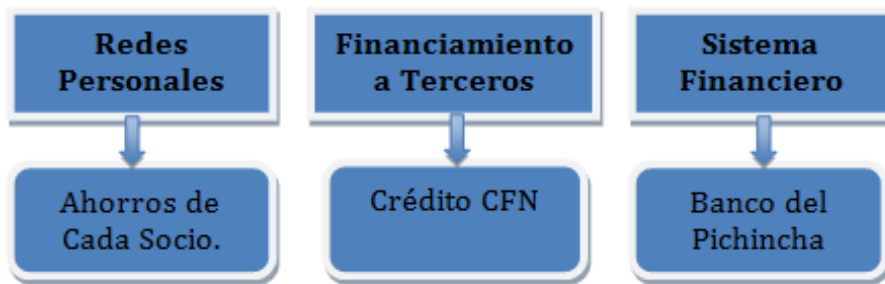 Redes
Personales
Financiamiento
a Terceros
Sistema
Financiero
Ahorros de
Cada Socio.
Crédito CFN
Banco del
Pichincha